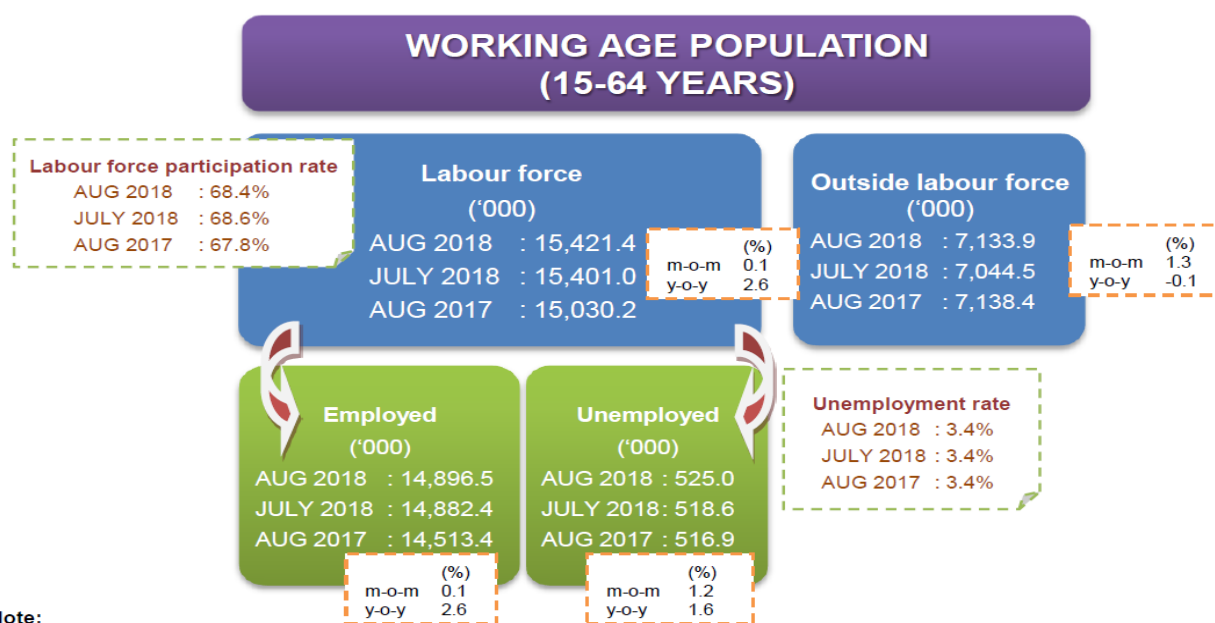 WORKING AGE POPULATION
(15-64 YEARS)
Labour force participation rate
AUG 2018 : 68.4%
JULY 2018 : 68.6%
AUG 2017 : 67.8%
Labour force
(‘000)
AUG 2018 : 15,421.4
JULY 2018 : 15,401.0
AUG 2017 : 15,030.2
(%)
m-o-m 0.1
y-o-y 2.6
Outside labour force
(‘000)
AUG 2018 : 7,133.9
JULY 2018 : 7,044.5
AUG 2017 : 7,138.4
(%)
m-o-m 1.3
y-o-y -0.1
Employed
(‘000)
AUG 2018 : 14,896.5
JULY 2018 : 14,882.4
AUG 2017 : 14,513.4
(%)
m-o-m 0.1
y-o-y 2.6
Unemployed
(‘000)
AUG 2018 : 525.0
JULY 2018: 518.6
AUG 2017 : 516.9
(%)
m-o-m 1.2
y-o-y 1.6
Unemployment rate
AUG 2018 : 3.4%
JULY 2018 : 3.4%
AUG 2017 : 3.4%